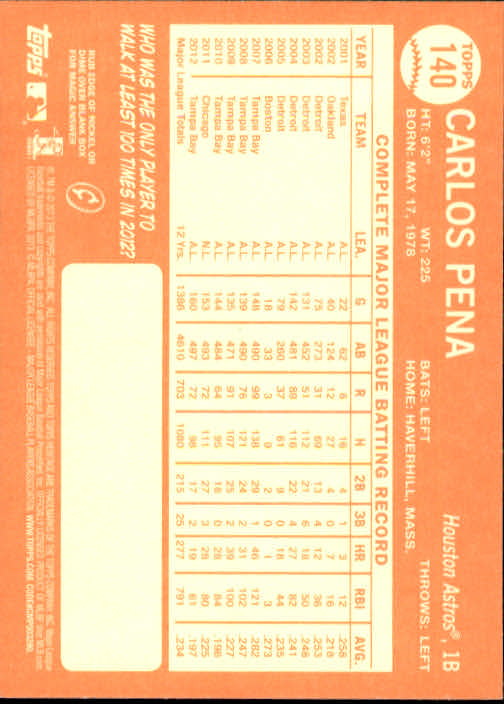 TOPPS
140
CARLOS PENA
Houston Astros®, 1B
HT: 6'2" WT: 225 BATS: LEFT THROWS: LEFT
BORN: MAY 17, 1978 HOME: HAVERHILL, MASS.
COMPLETE MAJOR LEAGUE BATTING RECORD
YEAR TEAM LEA. G AB R H 2B 3B HR RBI AVG.
2001 Texas A.L. 22 62 6 16 4 1 3 12 .258
2002 Oakland A.L. 40 124 12 27 4 0 7 16 .218
2002 Detroit A.L. 75 273 31 69 13 4 12 36 .253
2003 Detroit A.L. 131 452 51 112 21 6 18 50 .248
2004 Detroit A.L. 142 481 89 116 22 4 27 82 .241
2005 Detroit A.L. 79 260 37 61 9 0 18 44 .235
2006 Boston A.L. 18 33 3 9 2 0 1 3
2007 Tampa Bay A.L. 148 490 99 138 29 1 46 121 .282
2008 Tampa Bay A.L. 139 490 76 121 24 2 31 102 .247
2009 Tampa Bay A.L. 135 471 91 107 25 2 39 100 .227
2010 Tampa Bay A.L. 144 484 64 95 18 0 28 84 .196
2011 Chicago N.L. 153 493 72 111 27 3 28 80 .225
2012 Tampa Bay A.L. 160 497 72 98 17 2 19 61 .197
Major League Totals 12 Yrs. 1386 4610 703 1080 215 25 277 791 .234
WHO WAS THE ONLY PLAYER TO
WALK AT LEAST 100 TIMES IN 2012?
RUB EDGE OF NICKEL OR
DIME OVER BLANK BOX
FOR MAGIC ANSWER
Topps